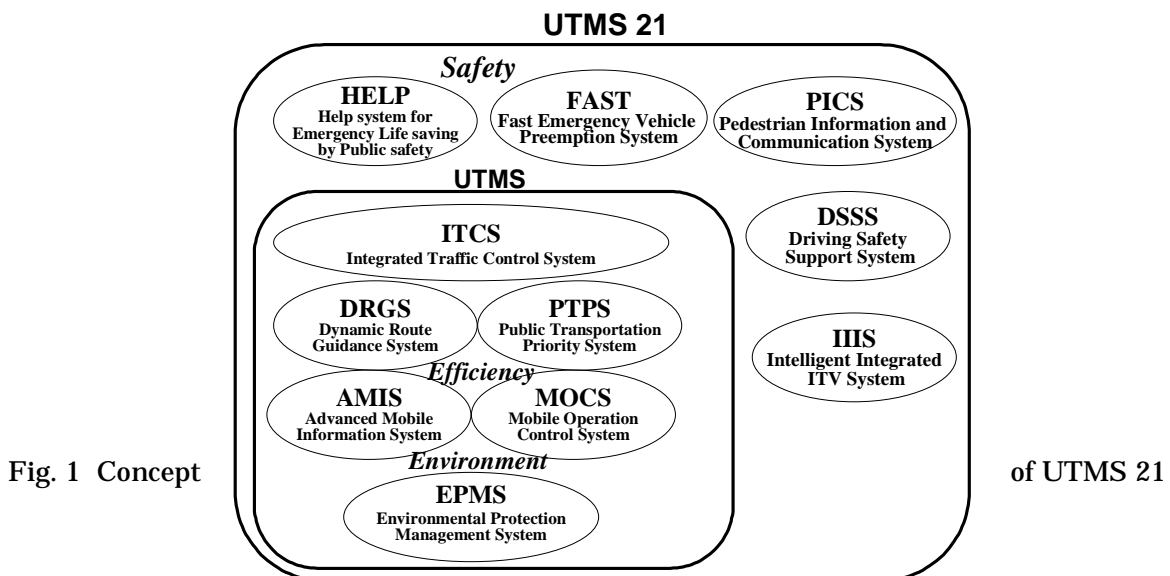 UTMS 21
Safety
HELP
Help system for
Emergency Life saving
by Public safety
FAST
Fast Emergency Vehicle
Preemption System
PICS
Pedestrian Information and
Communication System
UTMS
ITCS
Integrated Traffic Control System
DSSS
Driving Safety
Support System
DRGS
Dynamic Route
Guidance System
PTPS
Public Transportation
Priority System
IIIS
Intelligent Integrated
ITV System
Efficiency
AMIS
Advanced Mobile
Information System
MOCS
Mobile Operation
Control System
Environment
EPMS
Environmental Protection
Management System
Fig. 1 Concept of UTMS 21